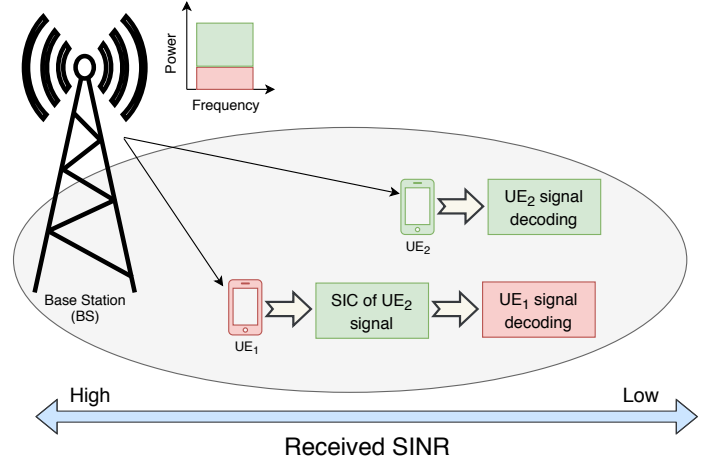 Power
Frequency
UE₂
UE₂ signal
decoding
Base Station
(BS)
UE₁
SIC of UE₂
signal
UE₁ signal
decoding
High
Low
Received SINR